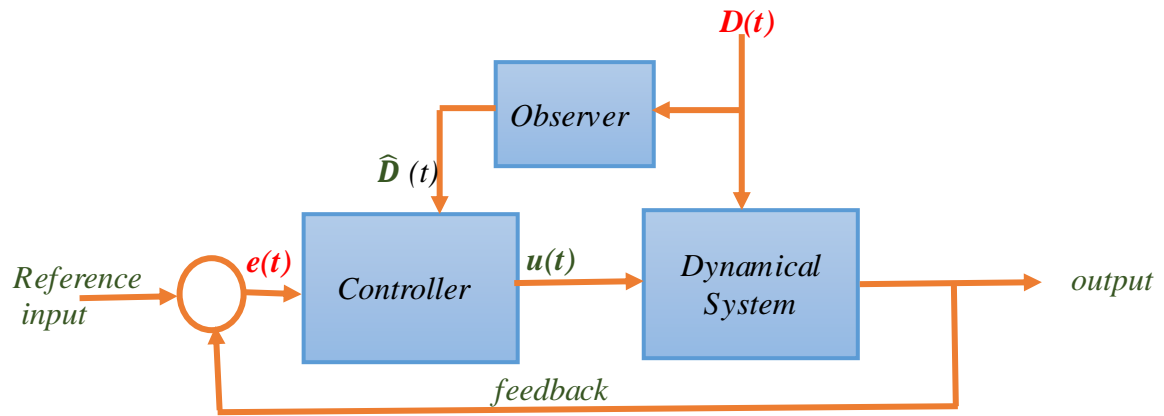 D(t)
Observer
D̂ (t)
Reference
input
e(t)
Controller
u(t)
Dynamical
System
output
feedback